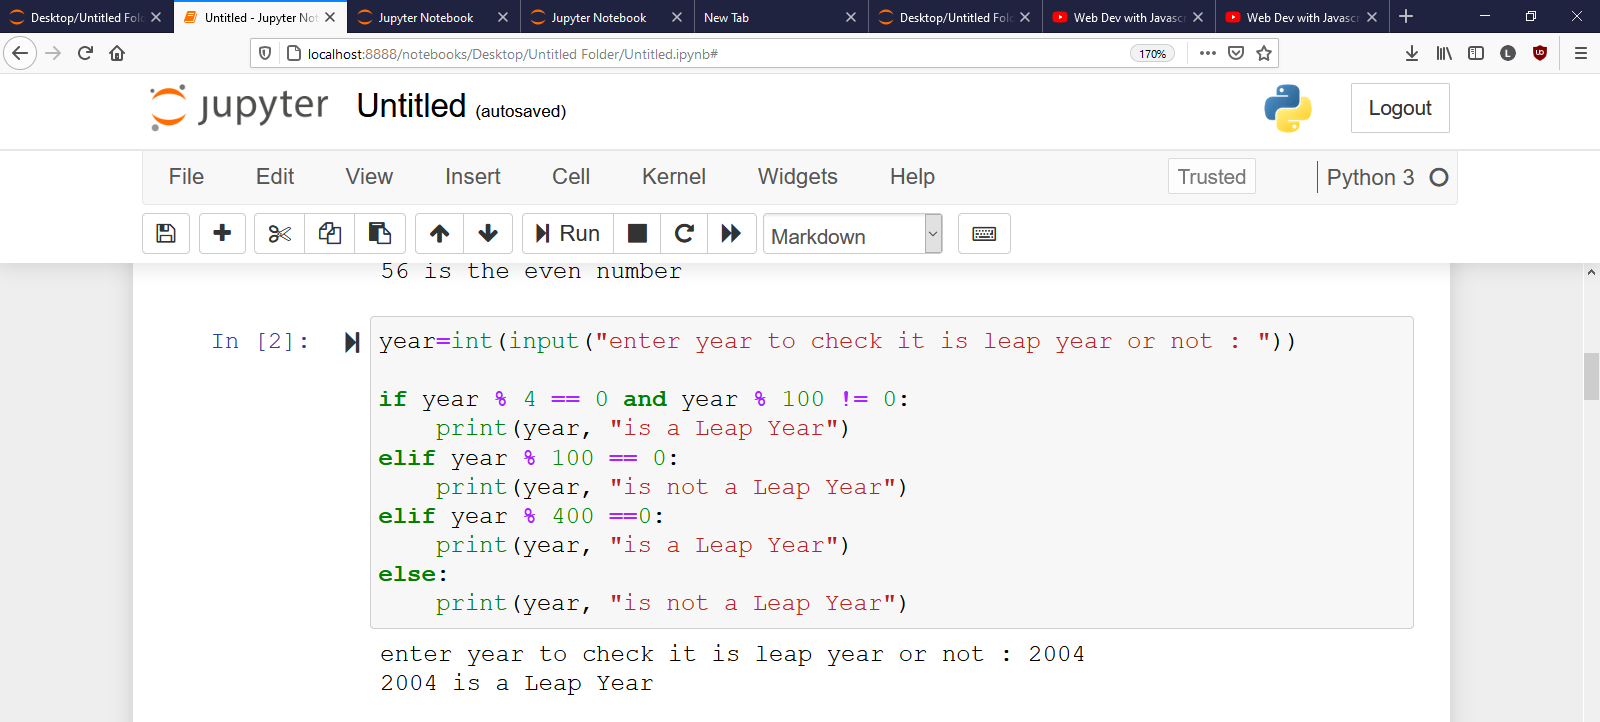 Desktop/Untitled Fol
Untitled - Jupyter Not
Jupyter Notebook
Jupyter Notebook
New Tab
Desktop/Untitled Fol
Web Dev with Javascr
Web Dev with Javascr
localhost:8888/notebooks/Desktop/Untitled Folder/Untitled.ipynb#
170%
L
jupyter Untitled (autosaved)
Logout
File Edit View Insert Cell Kernel Widgets Help
Trusted
Python 3
Run
Markdown
56 is the even number
In [2]:
year=int(input("enter year to check it is leap year or not : "))
if year % 4 == 0 and year % 100 != 0:
    print(year, "is a Leap Year")
elif year % 100 == 0:
    print(year, "is not a Leap Year")
elif year % 400 ==0:
    print(year, "is a Leap Year")
else:
    print(year, "is not a Leap Year")
enter year to check it is leap year or not : 2004
2004 is a Leap Year